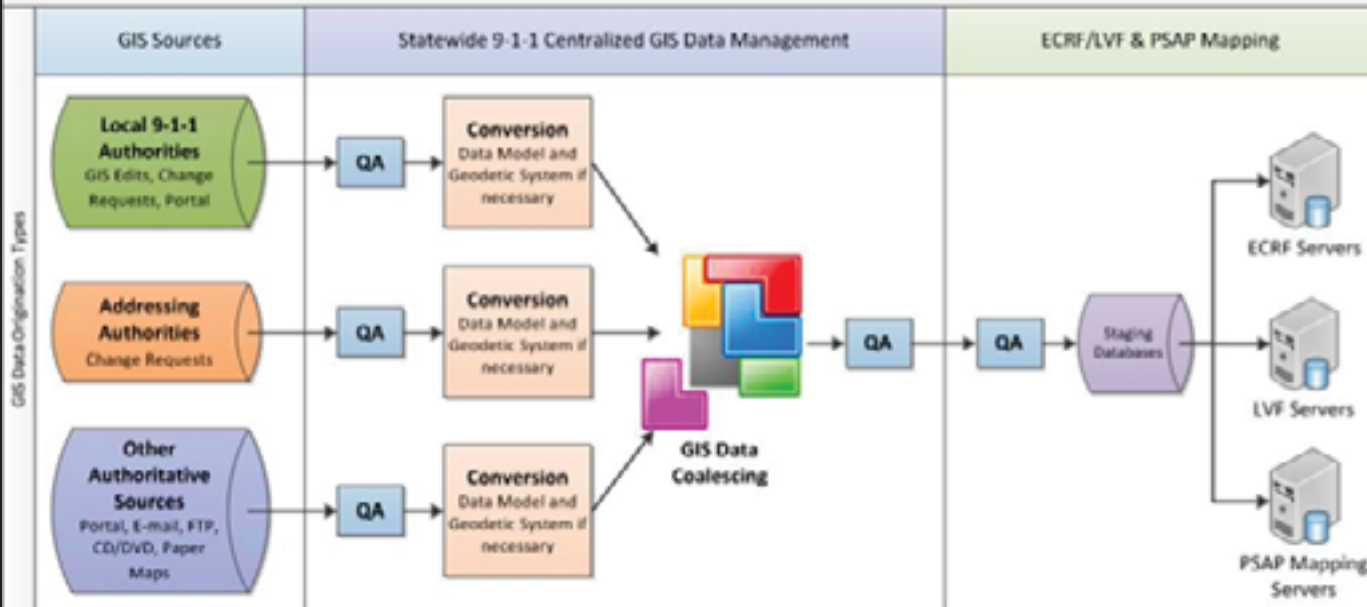 GIS Sources
Statewide 9-1-1 Centralized GIS Data Management
ECRF/LVF & PSAP Mapping
GIS Data Origination Types
Local 9-1-1
Authorities
GIS Edits, Change
Requests, Portal
QA
Conversion
Data Model and
Geodetic System if
necessary
Addressing
Authorities
Change Requests
QA
Conversion
Data Model and
Geodetic System if
necessary
Other
Authoritative
Sources
Portal, E-mail, FTP,
CD/DVD, Paper
Maps
QA
Conversion
Data Model and
Geodetic System if
necessary
GIS Data
Coalescing
QA
QA
Staging
Databases
ECRF Servers
LVF Servers
PSAP Mapping
Servers